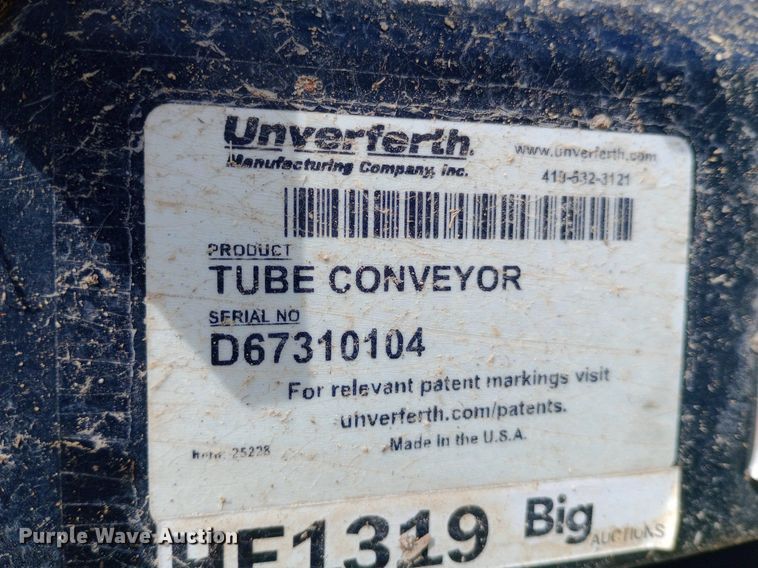 Unverferth
Manufacturing Company, Inc.
www.unverferth.com
419-532-3121
PRODUCT
TUBE CONVEYOR
SERIAL NO
D67310104
For relevant patent markings visit
unverferth.com/patents.
Made in the U.S.A.
25228
HF1319 Big
AUCTIONS
Purple Wave Auction